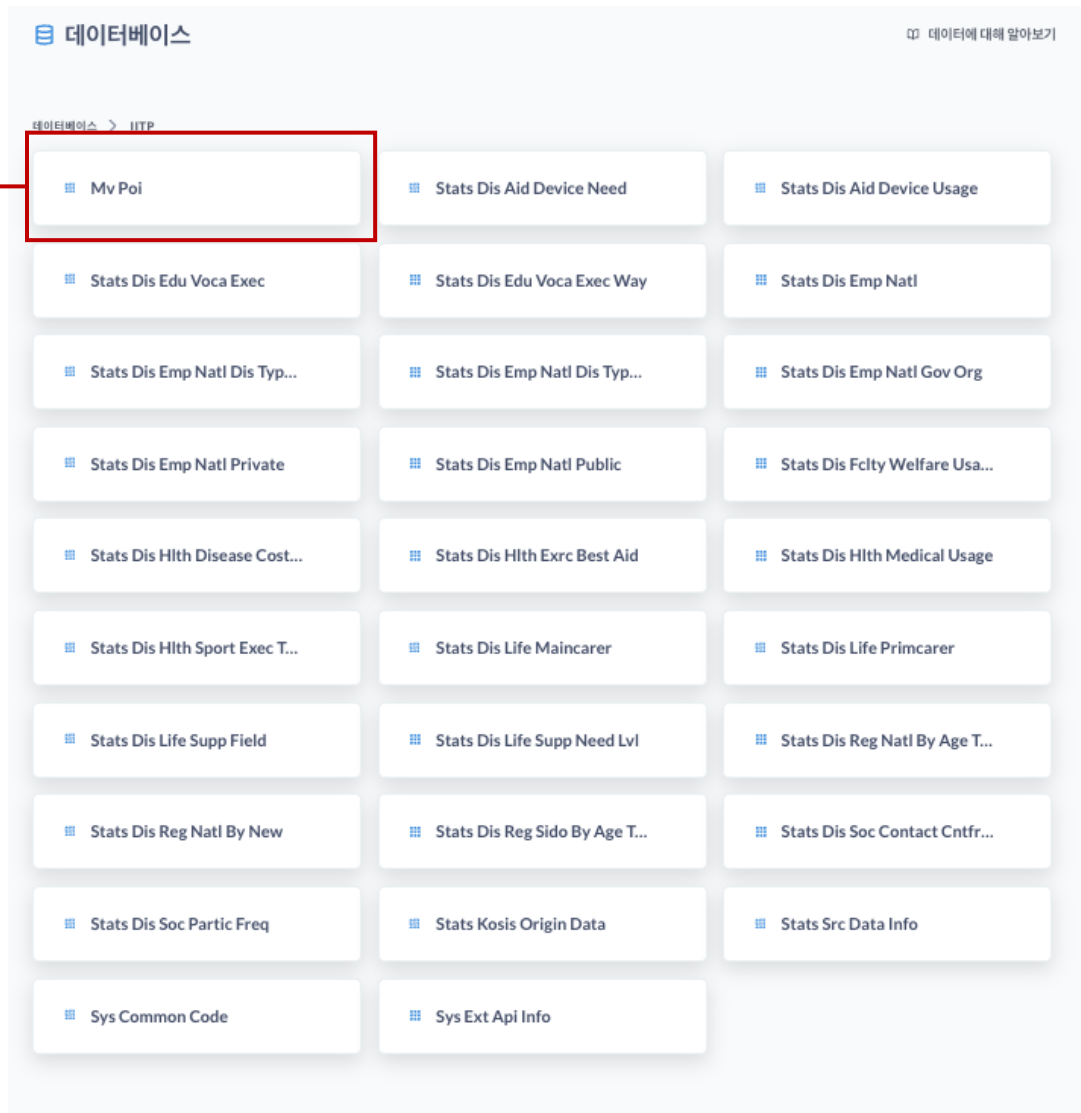 데이터베이스
데이터에 대해 알아보기
데이터베이스 > IITP
Mv Poi
Stats Dis Aid Device Need
Stats Dis Aid Device Usage
Stats Dis Edu Voca Exec
Stats Dis Edu Voca Exec Way
Stats Dis Emp Natl
Stats Dis Emp Natl Dis Typ...
Stats Dis Emp Natl Dis Typ...
Stats Dis Emp Natl Gov Org
Stats Dis Emp Natl Private
Stats Dis Emp Natl Public
Stats Dis Fclty Welfare Usa...
Stats Dis Hlth Disease Cost...
Stats Dis Hlth Exrc Best Aid
Stats Dis Hlth Medical Usage
Stats Dis Hlth Sport Exec T...
Stats Dis Life Maincarer
Stats Dis Life Primcarer
Stats Dis Life Supp Field
Stats Dis Life Supp Need Lvl
Stats Dis Reg Natl By Age T...
Stats Dis Reg Natl By New
Stats Dis Reg Sido By Age T...
Stats Dis Soc Contact Cntfr...
Stats Dis Soc Partic Freq
Stats Kosis Origin Data
Stats Src Data Info
Sys Common Code
Sys Ext Api Info